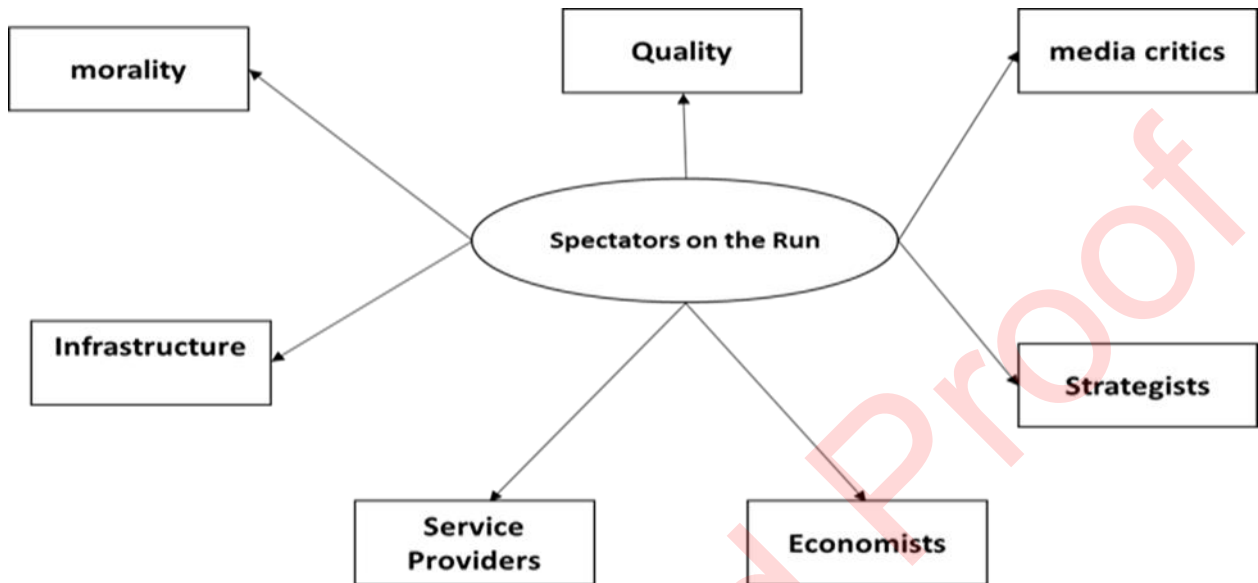 morality
Quality
media critics
Spectators on the Run
Infrastructure
Strategists
Service
Providers
Economists
d Proof